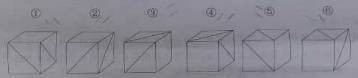 ① ② ③ ④ ⑤ ⑥